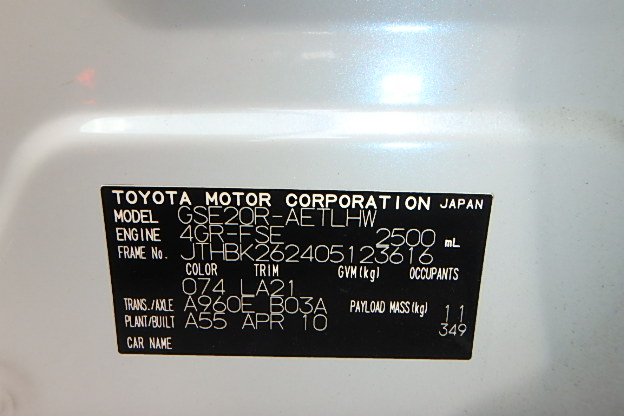 TOYOTA MOTOR CORPORATION JAPAN
MODEL GSE20R-AETLHW
ENGINE 4GR-FSE 2500 mL
FRAME No. JTHBK262405123616
COLOR TRIM GVM(kg) OCCUPANTS
074 LA21
TRANS./AXLE A960E B03A PAYLOAD MASS(kg) 11
PLANT/BUILT A55 APR 10 349
CAR NAME